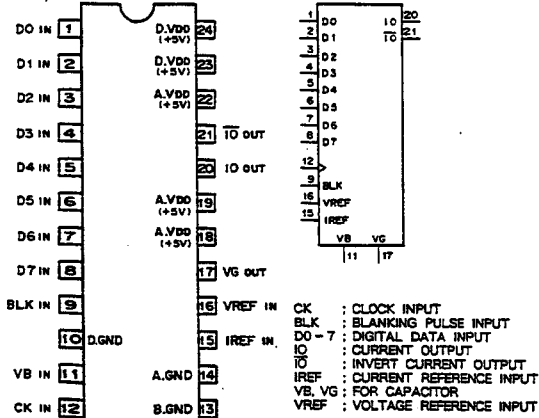 D0 IN 1
D.VDD (+5V) 24
D1 IN 2
D.VDD (+5V) 23
D2 IN 3
A.VDD (+5V) 22
D3 IN 4
21 IO OUT
D4 IN 5
20 IO OUT
D5 IN 6
A.VDD (+5V) 19
D6 IN 7
A.VDD (+5V) 18
D7 IN 8
17 VG OUT
BLK IN 9
16 VREF IN
10 D.GND
15 IREF IN
VB IN 11
A.GND 14
CK IN 12
B.GND 13
1 D0 IO 20
2 D1 IO 21
3 D2
4 D3
5 D4
6 D5
7 D6
8 D7
12
9 BLK
16 VREF
15 IREF
VB VG
11 17
CK : CLOCK INPUT
BLK : BLANKING PULSE INPUT
D0 - 7 : DIGITAL DATA INPUT
IO : CURRENT OUTPUT
IO : INVERT CURRENT OUTPUT
IREF : CURRENT REFERENCE INPUT
VB, VG : FOR CAPACITOR
VREF : VOLTAGE REFERENCE INPUT